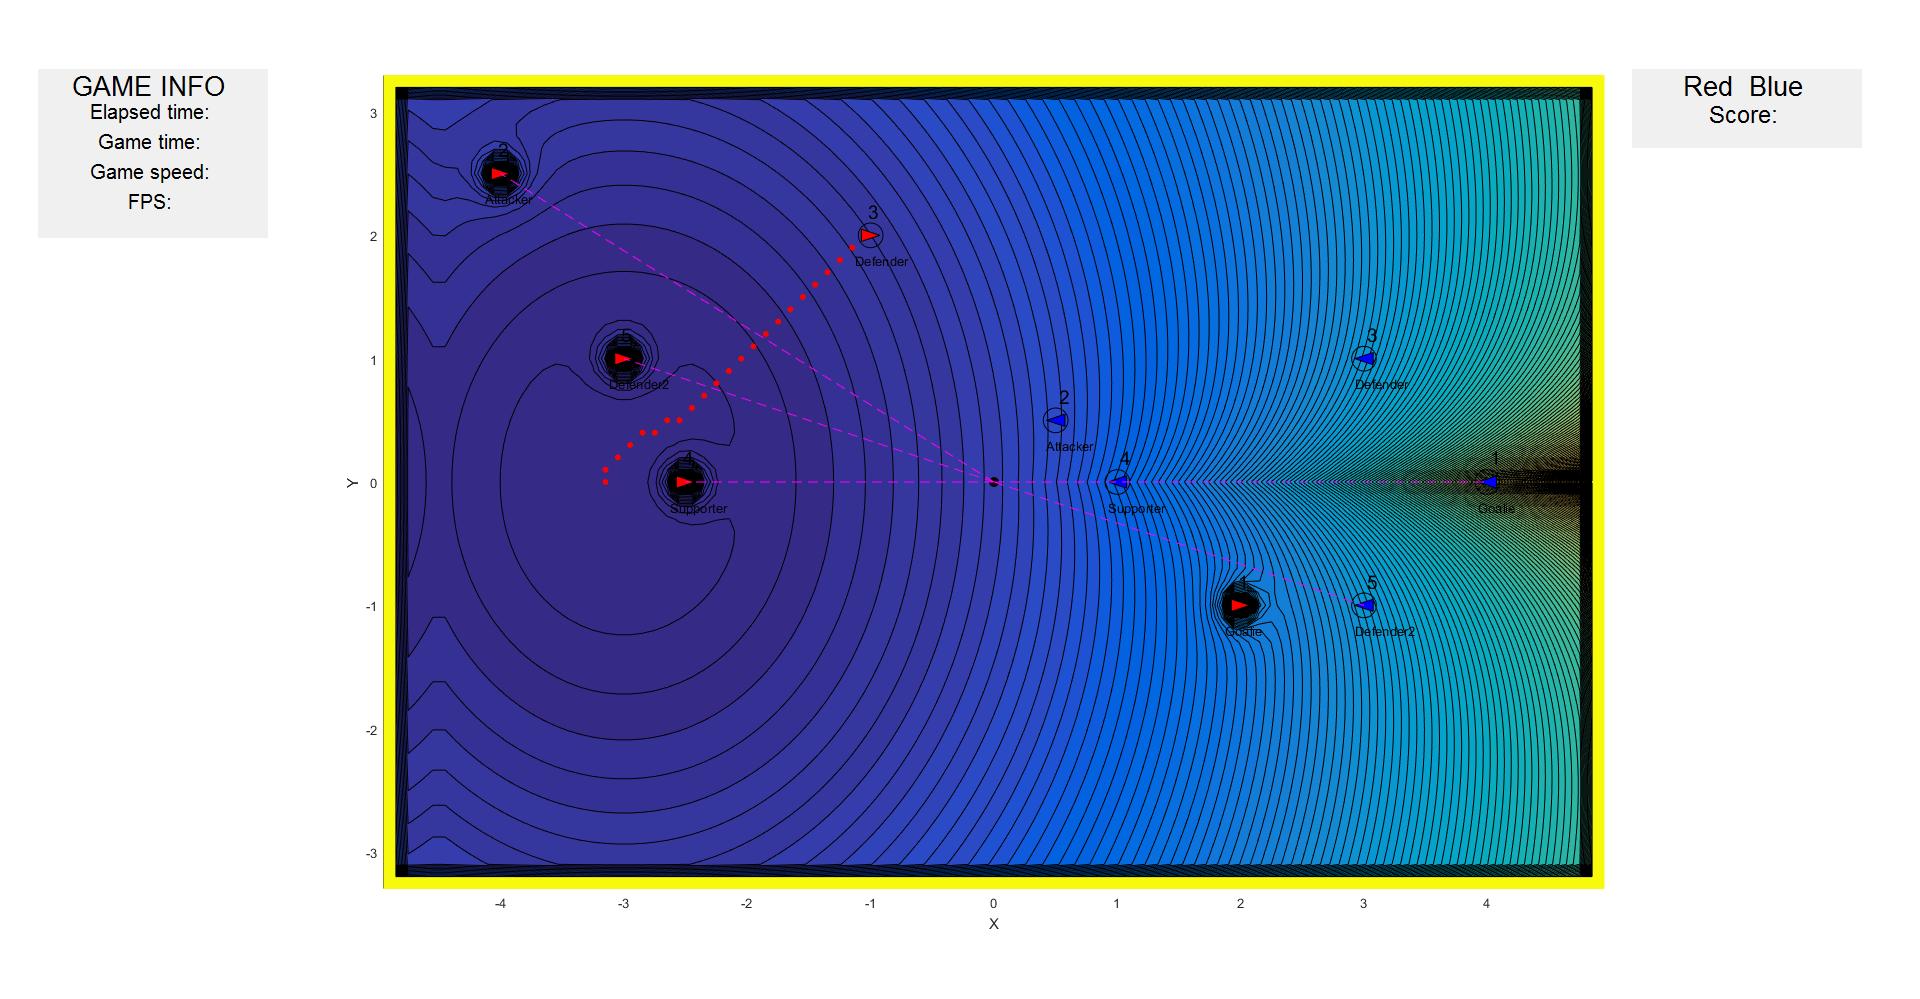 GAME INFO
Elapsed time:
Game time:
Game speed:
FPS:
Red Blue
Score:
3
2
1
0
-1
-2
-3
Y
2
Attacker
3
Defender
5
Defender2
4
Supporter
2
Attacker
3
Defender
4
Supporter
1
Goalie
1
Goalie
5
Defender2
-4
-3
-2
-1
0
1
2
3
4
X